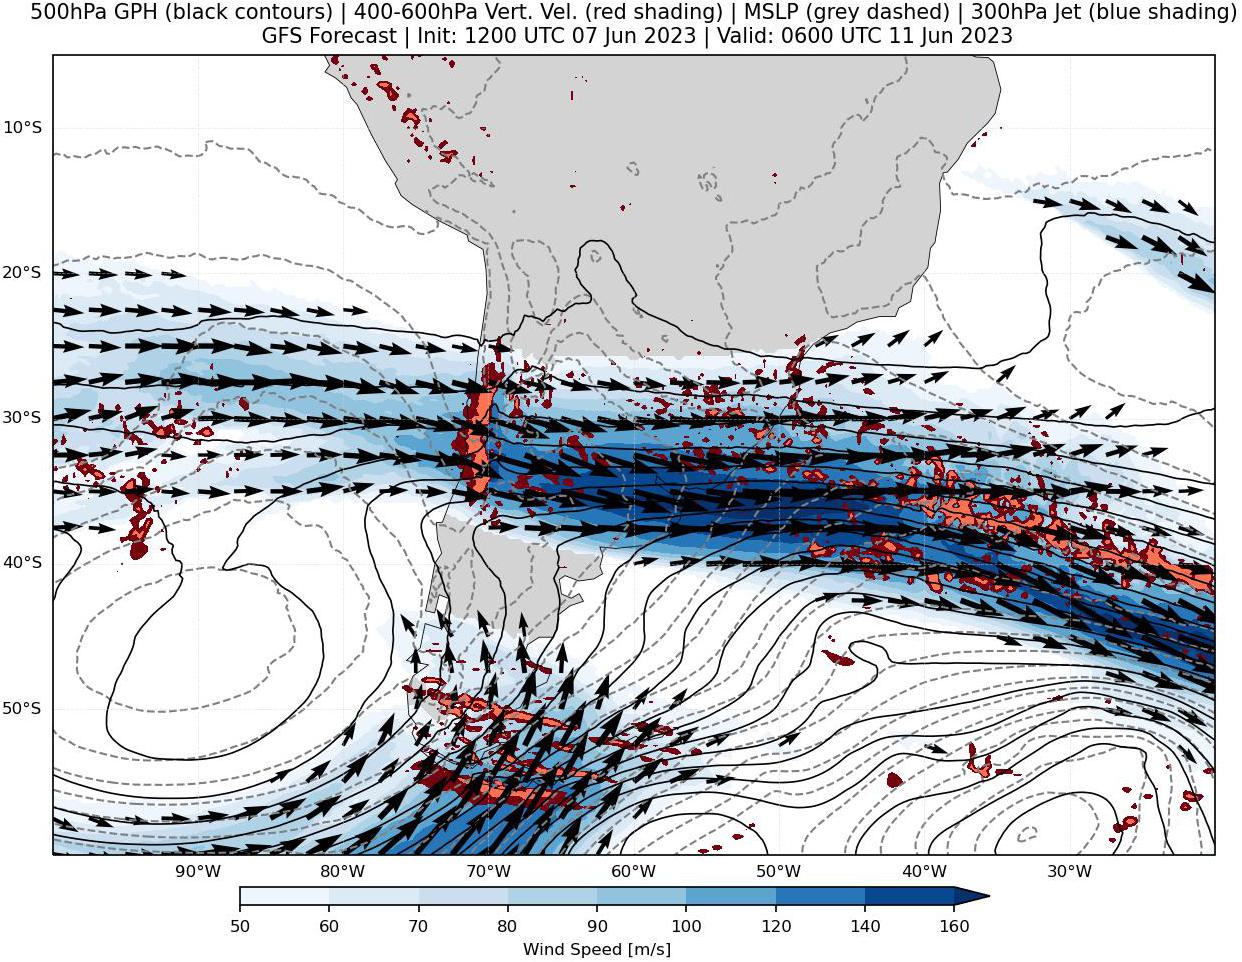 500hPa GPH (black contours) | 400-600hPa Vert. Vel. (red shading) | MSLP (grey dashed) | 300hPa Jet (blue shading)
GFS Forecast | Init: 1200 UTC 07 Jun 2023 | Valid: 0600 UTC 11 Jun 2023
10°S
20°S
30°S
40°S
50°S
90°W 80°W 70°W 60°W 50°W 40°W 30°W
50 60 70 80 90 100 120 140 160
Wind Speed [m/s]